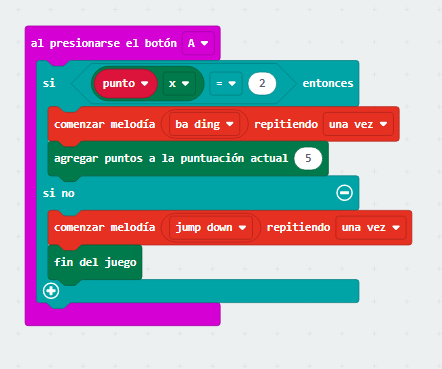 al presionarse el botón A
si punto x = 2 entonces
comenzar melodía ba ding repitiendo una vez
agregar puntos a la puntuación actual 5
si no
comenzar melodía jump down repitiendo una vez
fin del juego